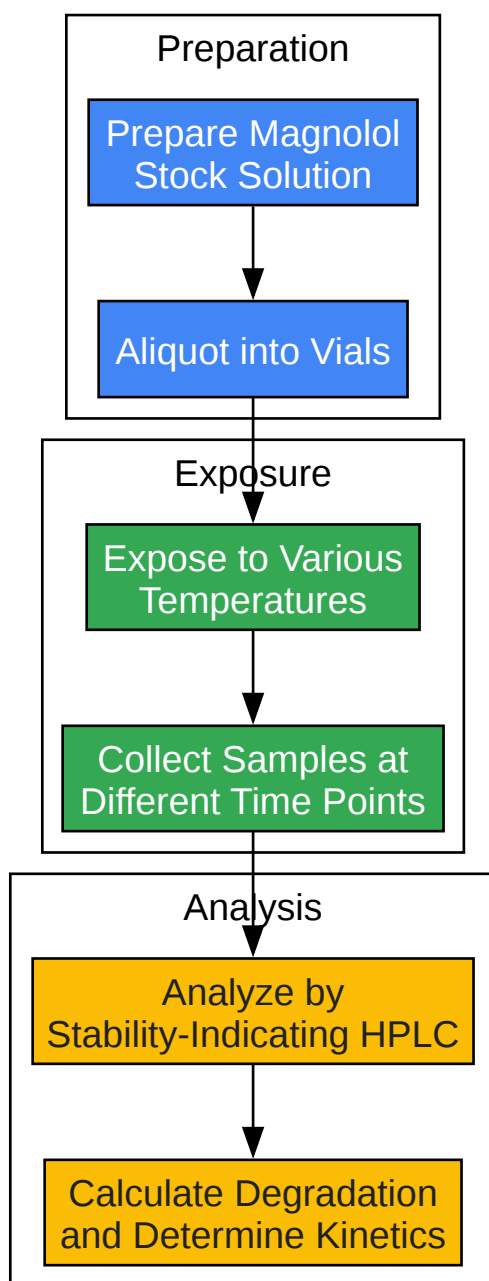 Preparation
Prepare Magnolol
Stock Solution
Aliquot into Vials
Exposure
Expose to Various
Temperatures
Collect Samples at
Different Time Points
Analysis
Analyze by
Stability-Indicating HPLC
Calculate Degradation
and Determine Kinetics